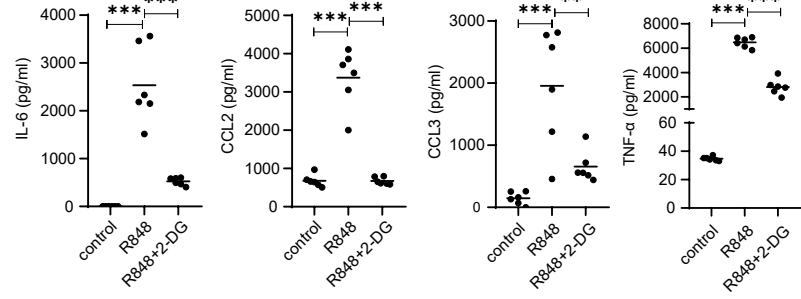 *** ***
IL-6 (pg/ml)
4000
3000
2000
1000
0
control
R848
R848+2-DG
*** ***
CCL2 (pg/ml)
5000
4000
3000
2000
1000
0
control
R848
R848+2-DG
***
CCL3 (pg/ml)
3000
2000
1000
0
control
R848
R848+2-DG
***
TNF-α (pg/ml)
8000
6000
4000
2000
60
40
20
0
control
R848
R848+2-DG